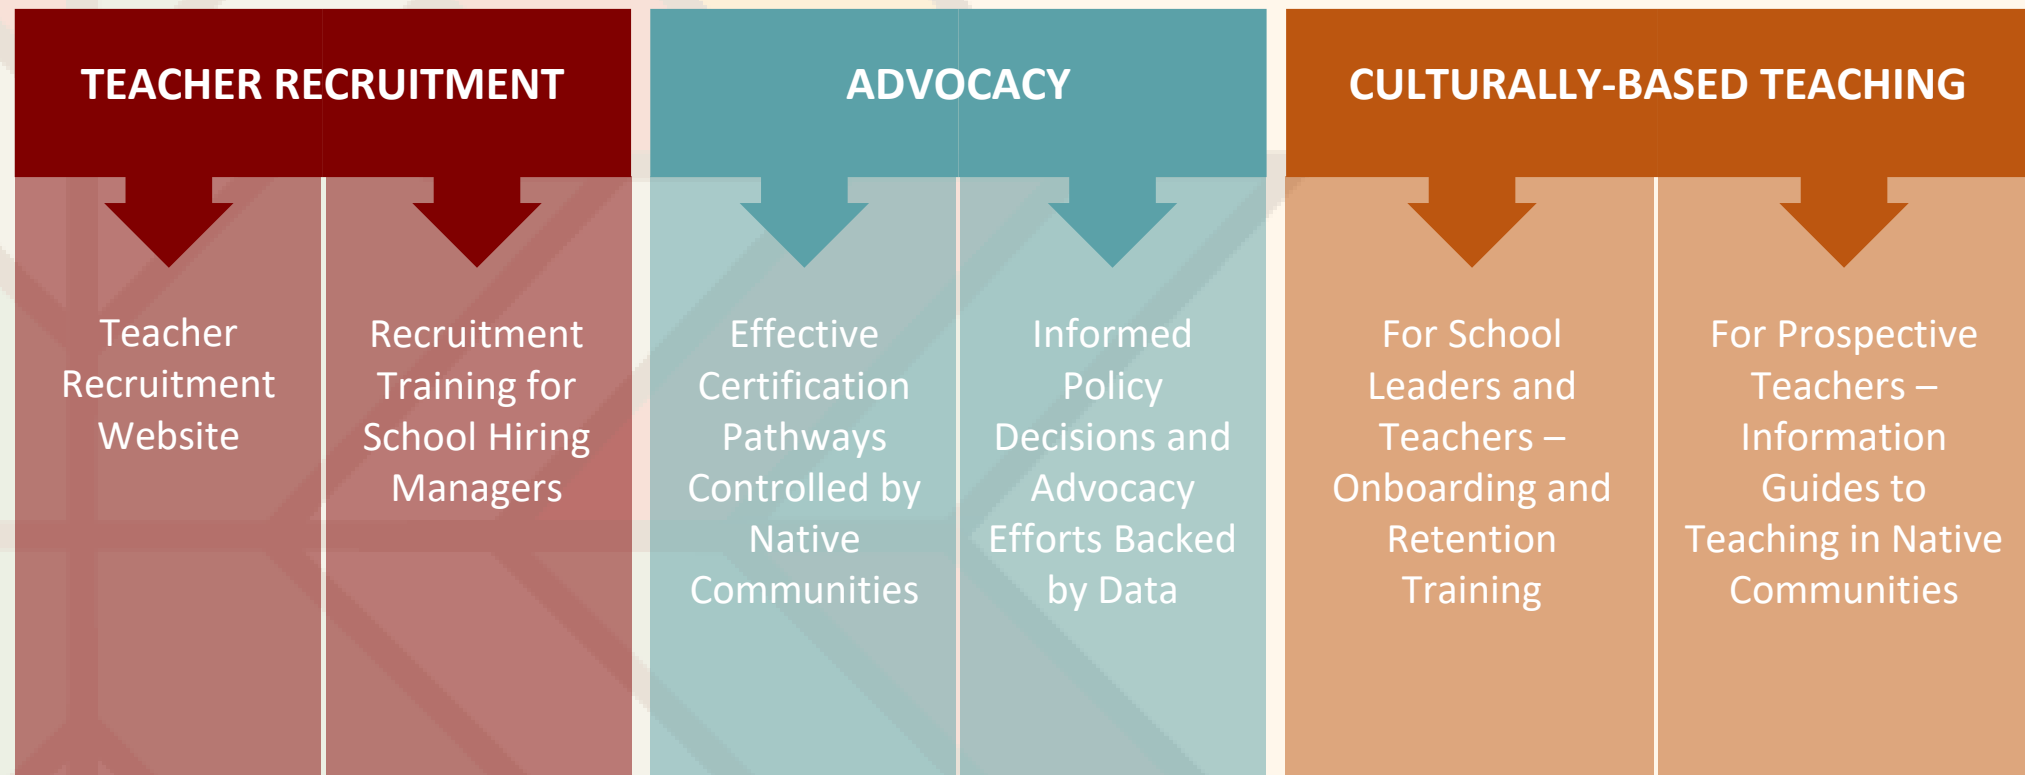 TEACHER RECRUITMENT
Teacher
Recruitment
Website
Recruitment
Training for
School Hiring
Managers
ADVOCACY
Effective
Certification
Pathways
Controlled by
Native
Communities
Informed
Policy
Decisions and
Advocacy
Efforts Backed
by Data
CULTURALLY-BASED TEACHING
For School
Leaders and
Teachers –
Onboarding and
Retention
Training
For Prospective
Teachers –
Information
Guides to
Teaching in Native
Communities